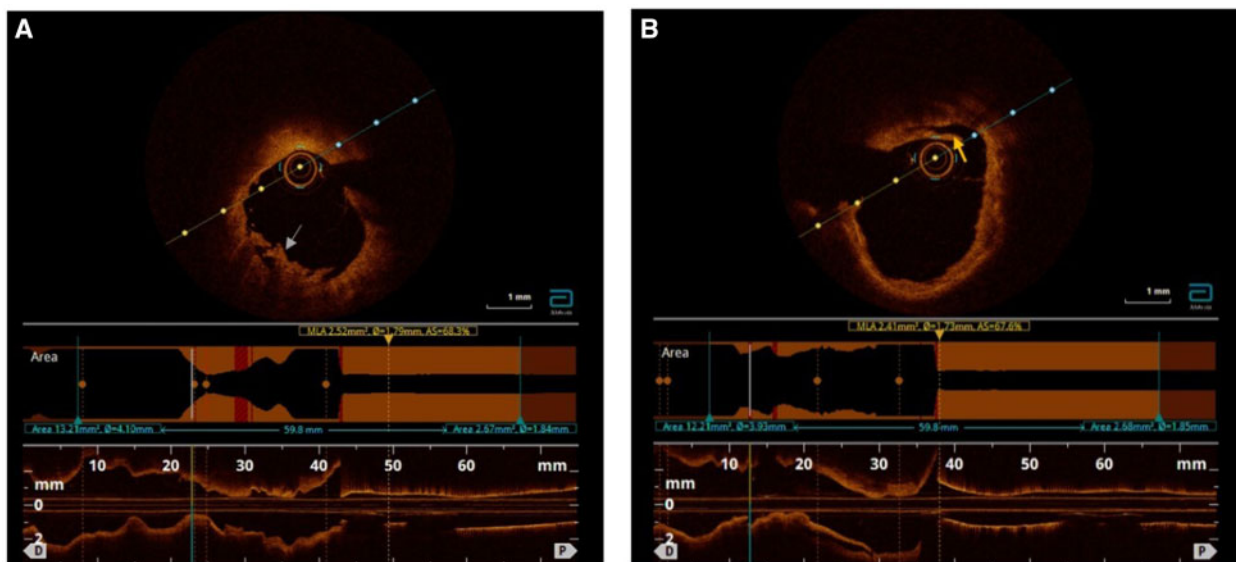 A
1 mm
Abbott
MLA 2.52mm², Ø=1.79mm, AS=68.3%
Area
Area 13.21mm², Ø=4.10mm
59.8 mm
Area 2.67mm², Ø=1.84mm
10 20 30 40 50 60 mm
mm
0
2
D P
B
1 mm
Abbott
MLA 2.41mm², Ø=1.73mm, AS=67.6%
Area
Area 12.21mm², Ø=3.93mm
59.8 mm
Area 2.68mm², Ø=1.85mm
10 20 30 40 50 60 mm
mm
0
2
D P